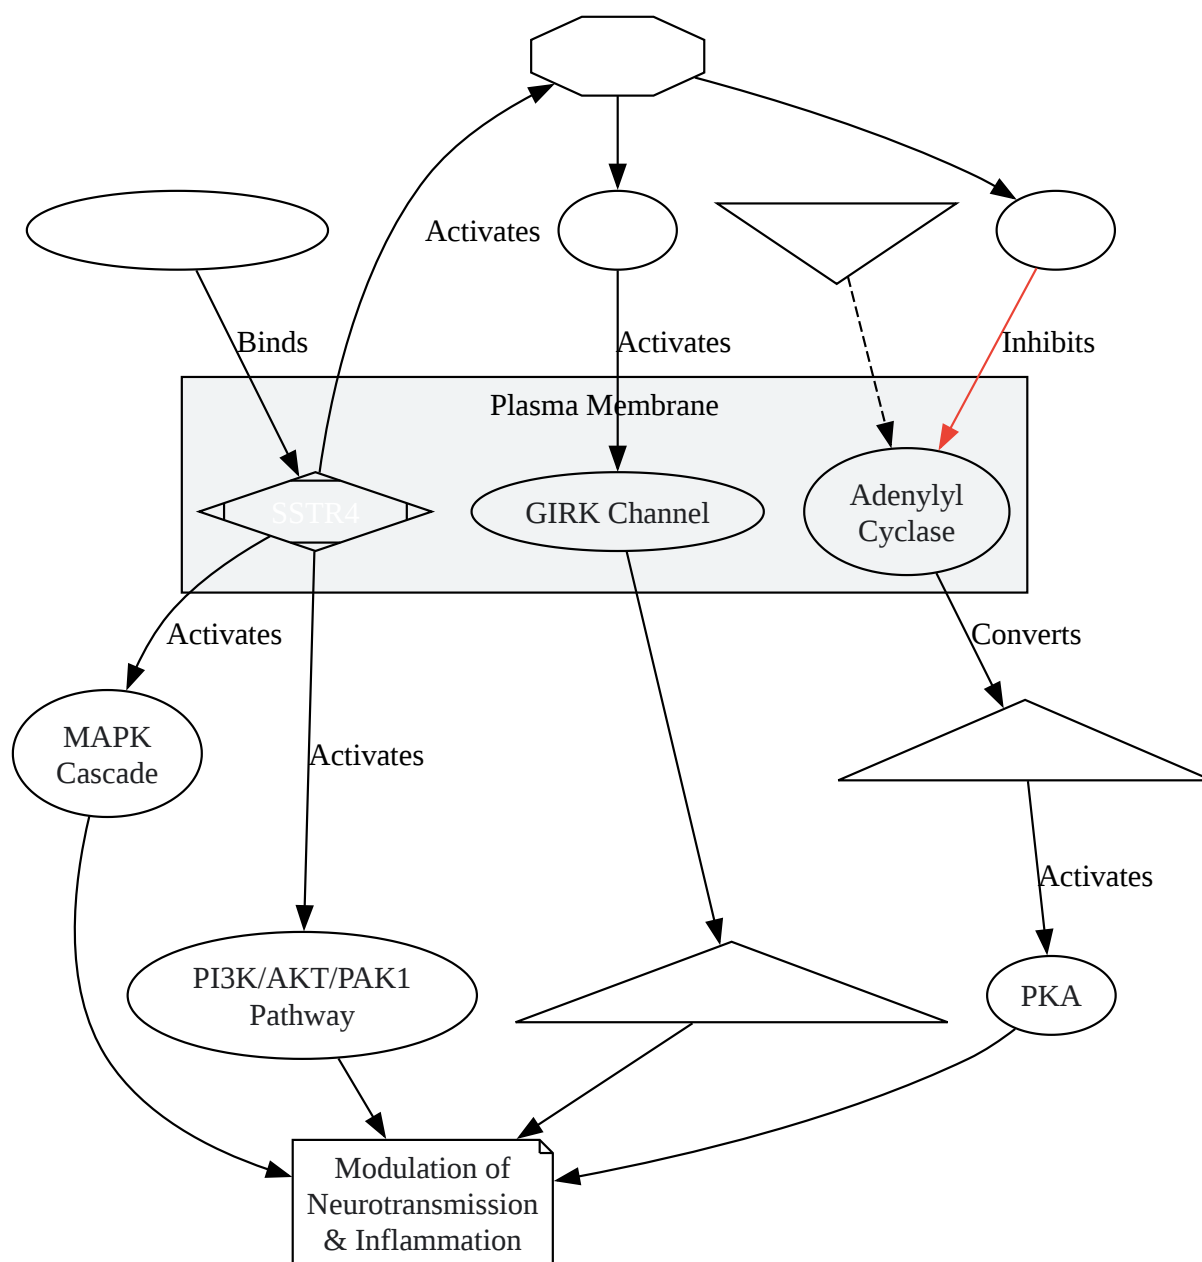 Activates
Binds
Activates
Inhibits
Plasma Membrane
SSTR4
GIRK Channel
Adenylyl
Cyclase
Activates
Converts
MAPK
Cascade
Activates
Activates
PI3K/AKT/PAK1
Pathway
PKA
Modulation of
Neurotransmission
& Inflammation